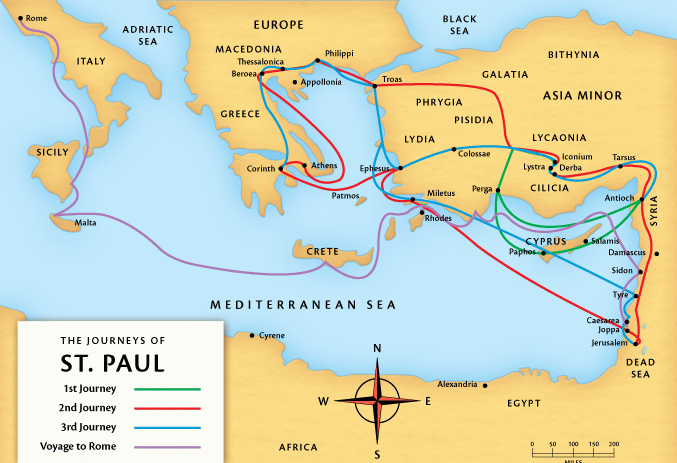 Rome
ADRIATIC
SEA
EUROPE
BLACK
SEA
ITALY
MACEDONIA
Thessalonica
Philippi
BITHYNIA
Beroea
Appollonia
Troas
GALATIA
ASIA MINOR
PHRYGIA
GREECE
PISIDIA
LYDIA
LYCAONIA
SICILY
Colossae
Iconium
Tarsus
Corinth
Athens
Ephesus
Lystra
Derba
CILICIA
Patmos
Miletus
Perga
Antioch
SYRIA
Malta
Rhodes
CYPRUS
Salamis
CRETE
Paphos
Damascus
Sidon
MEDITERRANEAN SEA
Tyre
Caesarea
Joppa
Jerusalem
Cyrene
DEAD
SEA
THE JOURNEYS OF
ST. PAUL
1st Journey
2nd Journey
3rd Journey
Voyage to Rome
N
W
E
S
Alexandria
EGYPT
AFRICA
0 50 100 150 200
MILES